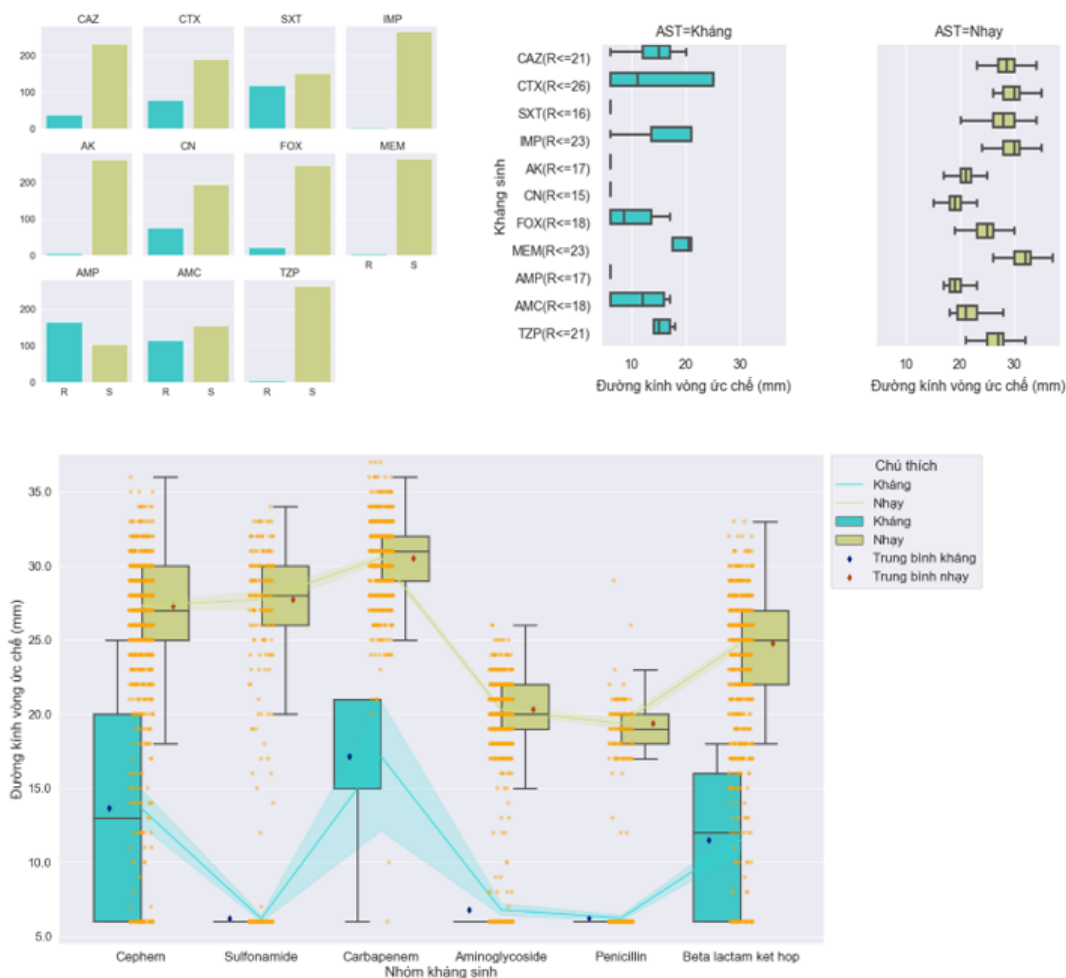 CAZ
CTX
SXT
IMP
200
100
0
AK
CN
FOX
MEM
200
100
0
R
S
AMP
AMC
TZP
200
100
0
R
S
R
S
R
S
AST=Kháng
AST=Nhạy
Kháng sinh
CAZ(R<=21)
CTX(R<=26)
SXT(R<=16)
IMP(R<=23)
AK(R<=17)
CN(R<=15)
FOX(R<=18)
MEM(R<=23)
AMP(R<=17)
AMC(R<=18)
TZP(R<=21)
10
20
30
Đường kính vòng ức chế (mm)
10
20
30
Đường kính vòng ức chế (mm)
Đường kính vòng ức chế (mm)
35.0
30.0
25.0
20.0
15.0
10.0
5.0
Cephem
Sulfonamide
Carbapenem
Aminoglycoside
Penicillin
Beta lactam ket hop
Nhóm kháng sinh
Chú thích
Kháng
Nhạy
Kháng
Nhạy
Trung bình kháng
Trung bình nhạy